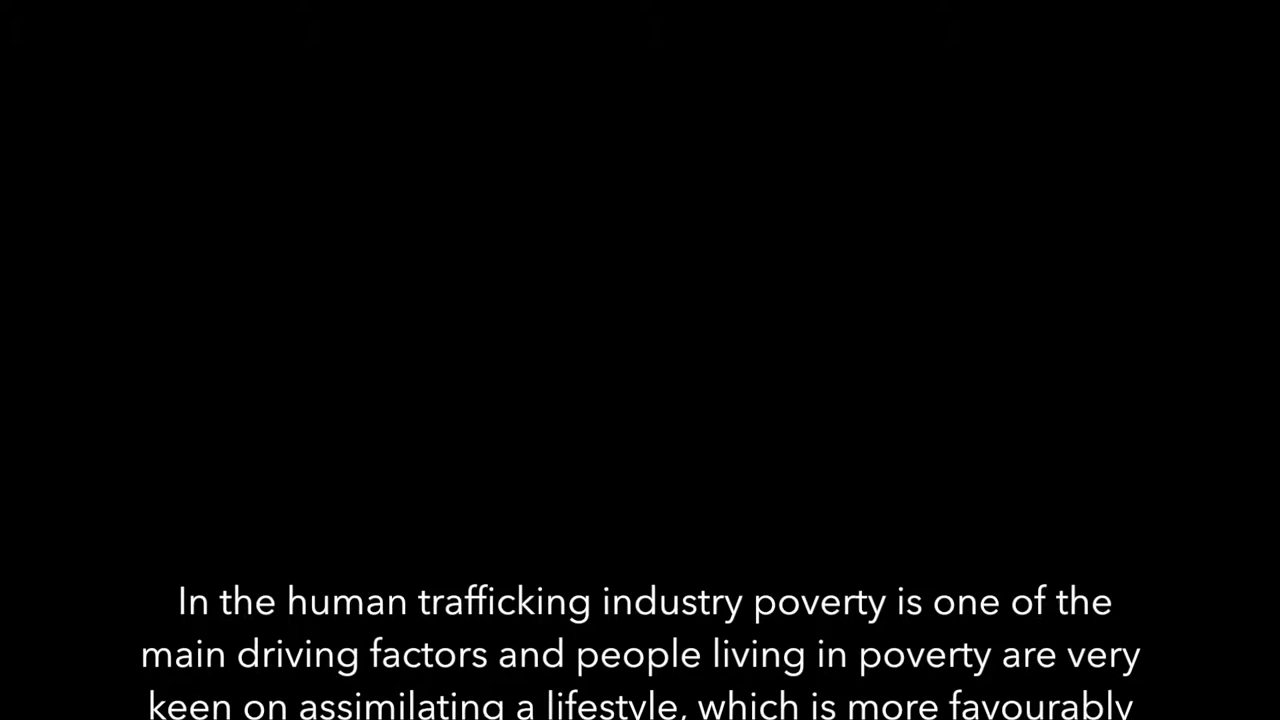 In the human trafficking industry poverty is one of the
main driving factors and people living in poverty are very
keen on assimilating a lifestyle, which is more favourably